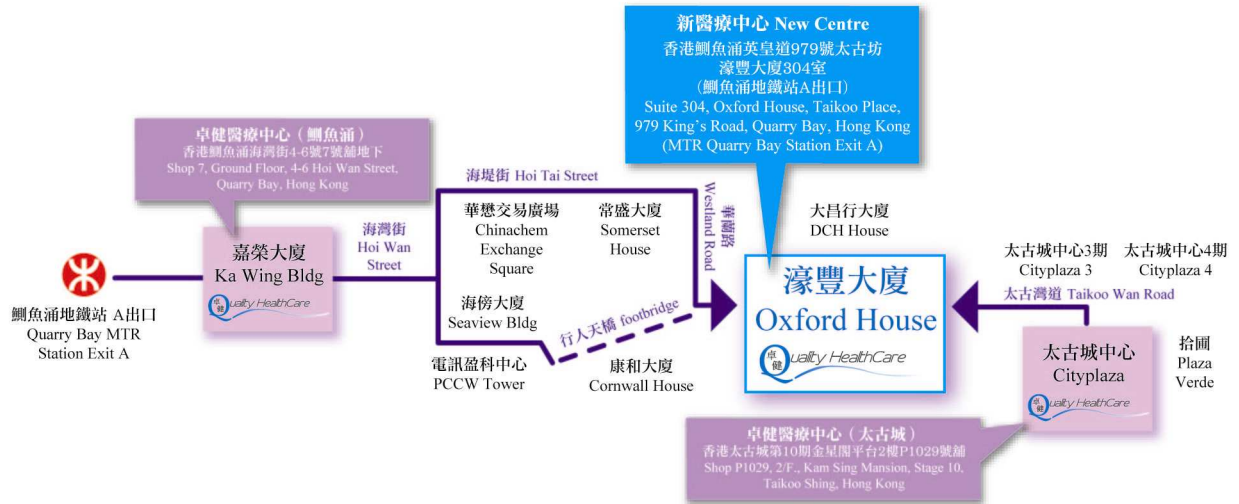 新醫療中心 New Centre
香港鰂魚涌英皇道979號太古坊
濠豐大廈304室
(鰂魚涌地鐵站A出口)
Suite 304, Oxford House, Taikoo Place,
979 King's Road, Quarry Bay, Hong Kong
(MTR Quarry Bay Station Exit A)
卓健醫療中心（鰂魚涌）
香港鰂魚涌海灣街4-6號7號舖地下
Shop 7, Ground Floor, 4-6 Hoi Wan Street,
Quarry Bay, Hong Kong
海堤街 Hoi Tai Street
華蘭路
Westland Road
海灣街
Hoi Wan
Street
華懋交易廣場
Chinachem
Exchange
Square
常盛大廈
Somerset
House
大昌行大廈
DCH House
嘉榮大廈
Ka Wing Bldg
卓健
Quality HealthCare
鰂魚涌地鐵站 A出口
Quarry Bay MTR
Station Exit A
海傍大廈
Seaview Bldg
行人天橋 footbridge
電訊盈科中心
PCCW Tower
康和大廈
Cornwall House
濠豐大廈
Oxford House
卓健
Quality HealthCare
太古城中心3期
Cityplaza 3
太古城中心4期
Cityplaza 4
太古灣道 Taikoo Wan Road
太古城中心
Cityplaza
卓健
Quality HealthCare
拾圃
Plaza
Verde
卓健醫療中心（太古城）
香港太古城第10期金星閣平台2樓P1029號舖
Shop P1029, 2/F., Kam Sing Mansion, Stage 10,
Taikoo Shing, Hong Kong